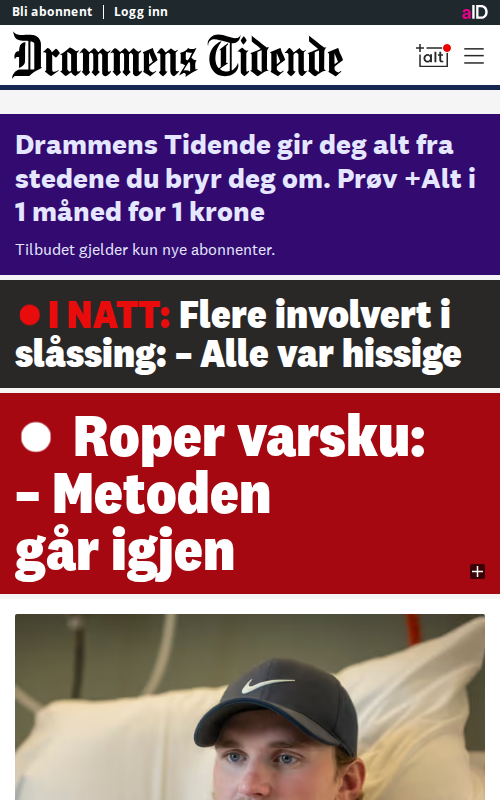 Bli abonnent | Logg inn
aID
Drammens Tidende
+alt
Drammens Tidende gir deg alt fra
stedene du bryr deg om. Prøv +Alt i
1 måned for 1 krone
Tilbudet gjelder kun nye abonnenter.
I NATT: Flere involvert i
slåssing: – Alle var hissige
Roper varsku:
– Metoden
går igjen
+